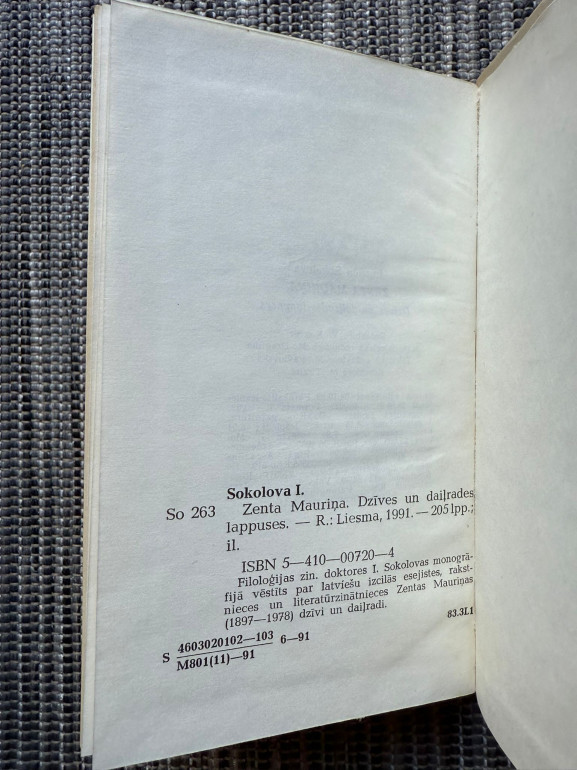 Sokolova I.
So 263 Zenta Mauriņa. Dzīves un daiļrades
lappuses. — R.: Liesma, 1991. — 205 lpp.;
il.
ISBN 5—410—00720—4
Filoloģijas zin. doktores I. Sokolovas monogrā-
fijā vēstīts par latviešu izcilās esejistes, rakst-
nieces un literatūrzinātnieces Zentas Mauriņas
(1897—1978) dzīvi un daiļradi.
83.3L1
S 4603020102—103 6—91
M801(11)—91